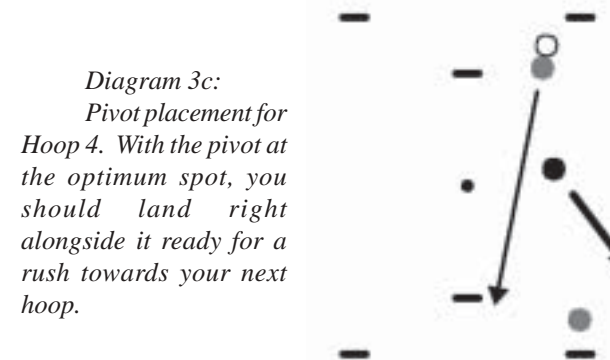 Diagram 3c:
Pivot placement for
Hoop 4. With the pivot at
the optimum spot, you
should land right
alongside it ready for a
rush towards your next
hoop.